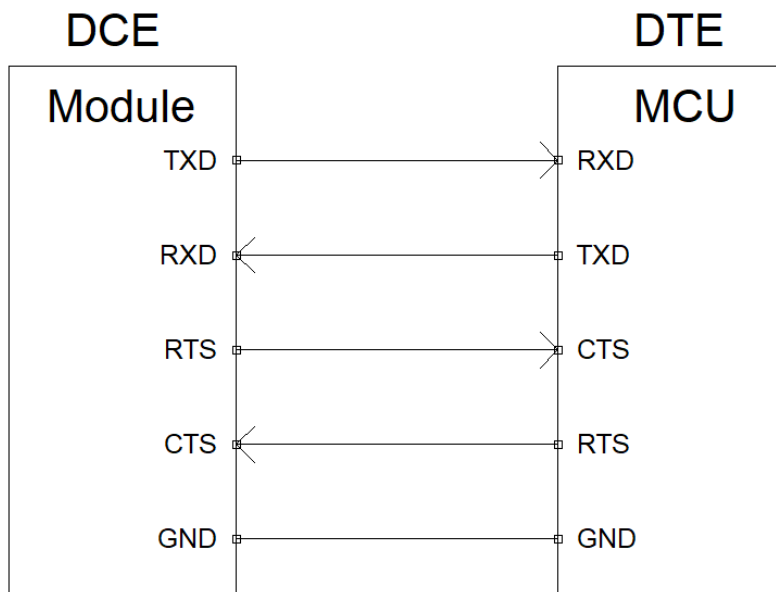 DCE DTE
Module MCU
TXD RXD
RXD TXD
RTS CTS
CTS RTS
GND GND